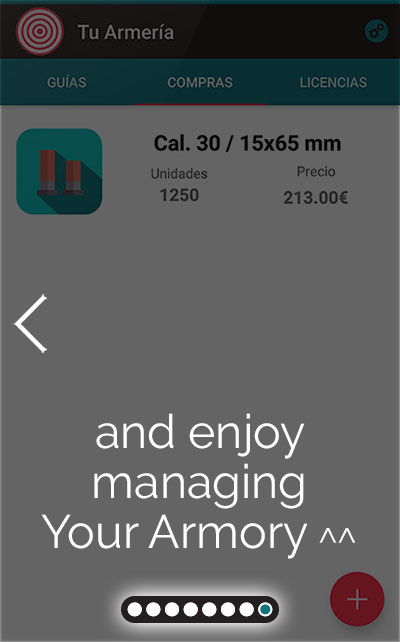 Tu Armería
GUÍAS COMPRAS LICENCIAS
Cal. 30 / 15x65 mm
Unidades Precio
1250 213.00€
and enjoy
managing
Your Armory ^^